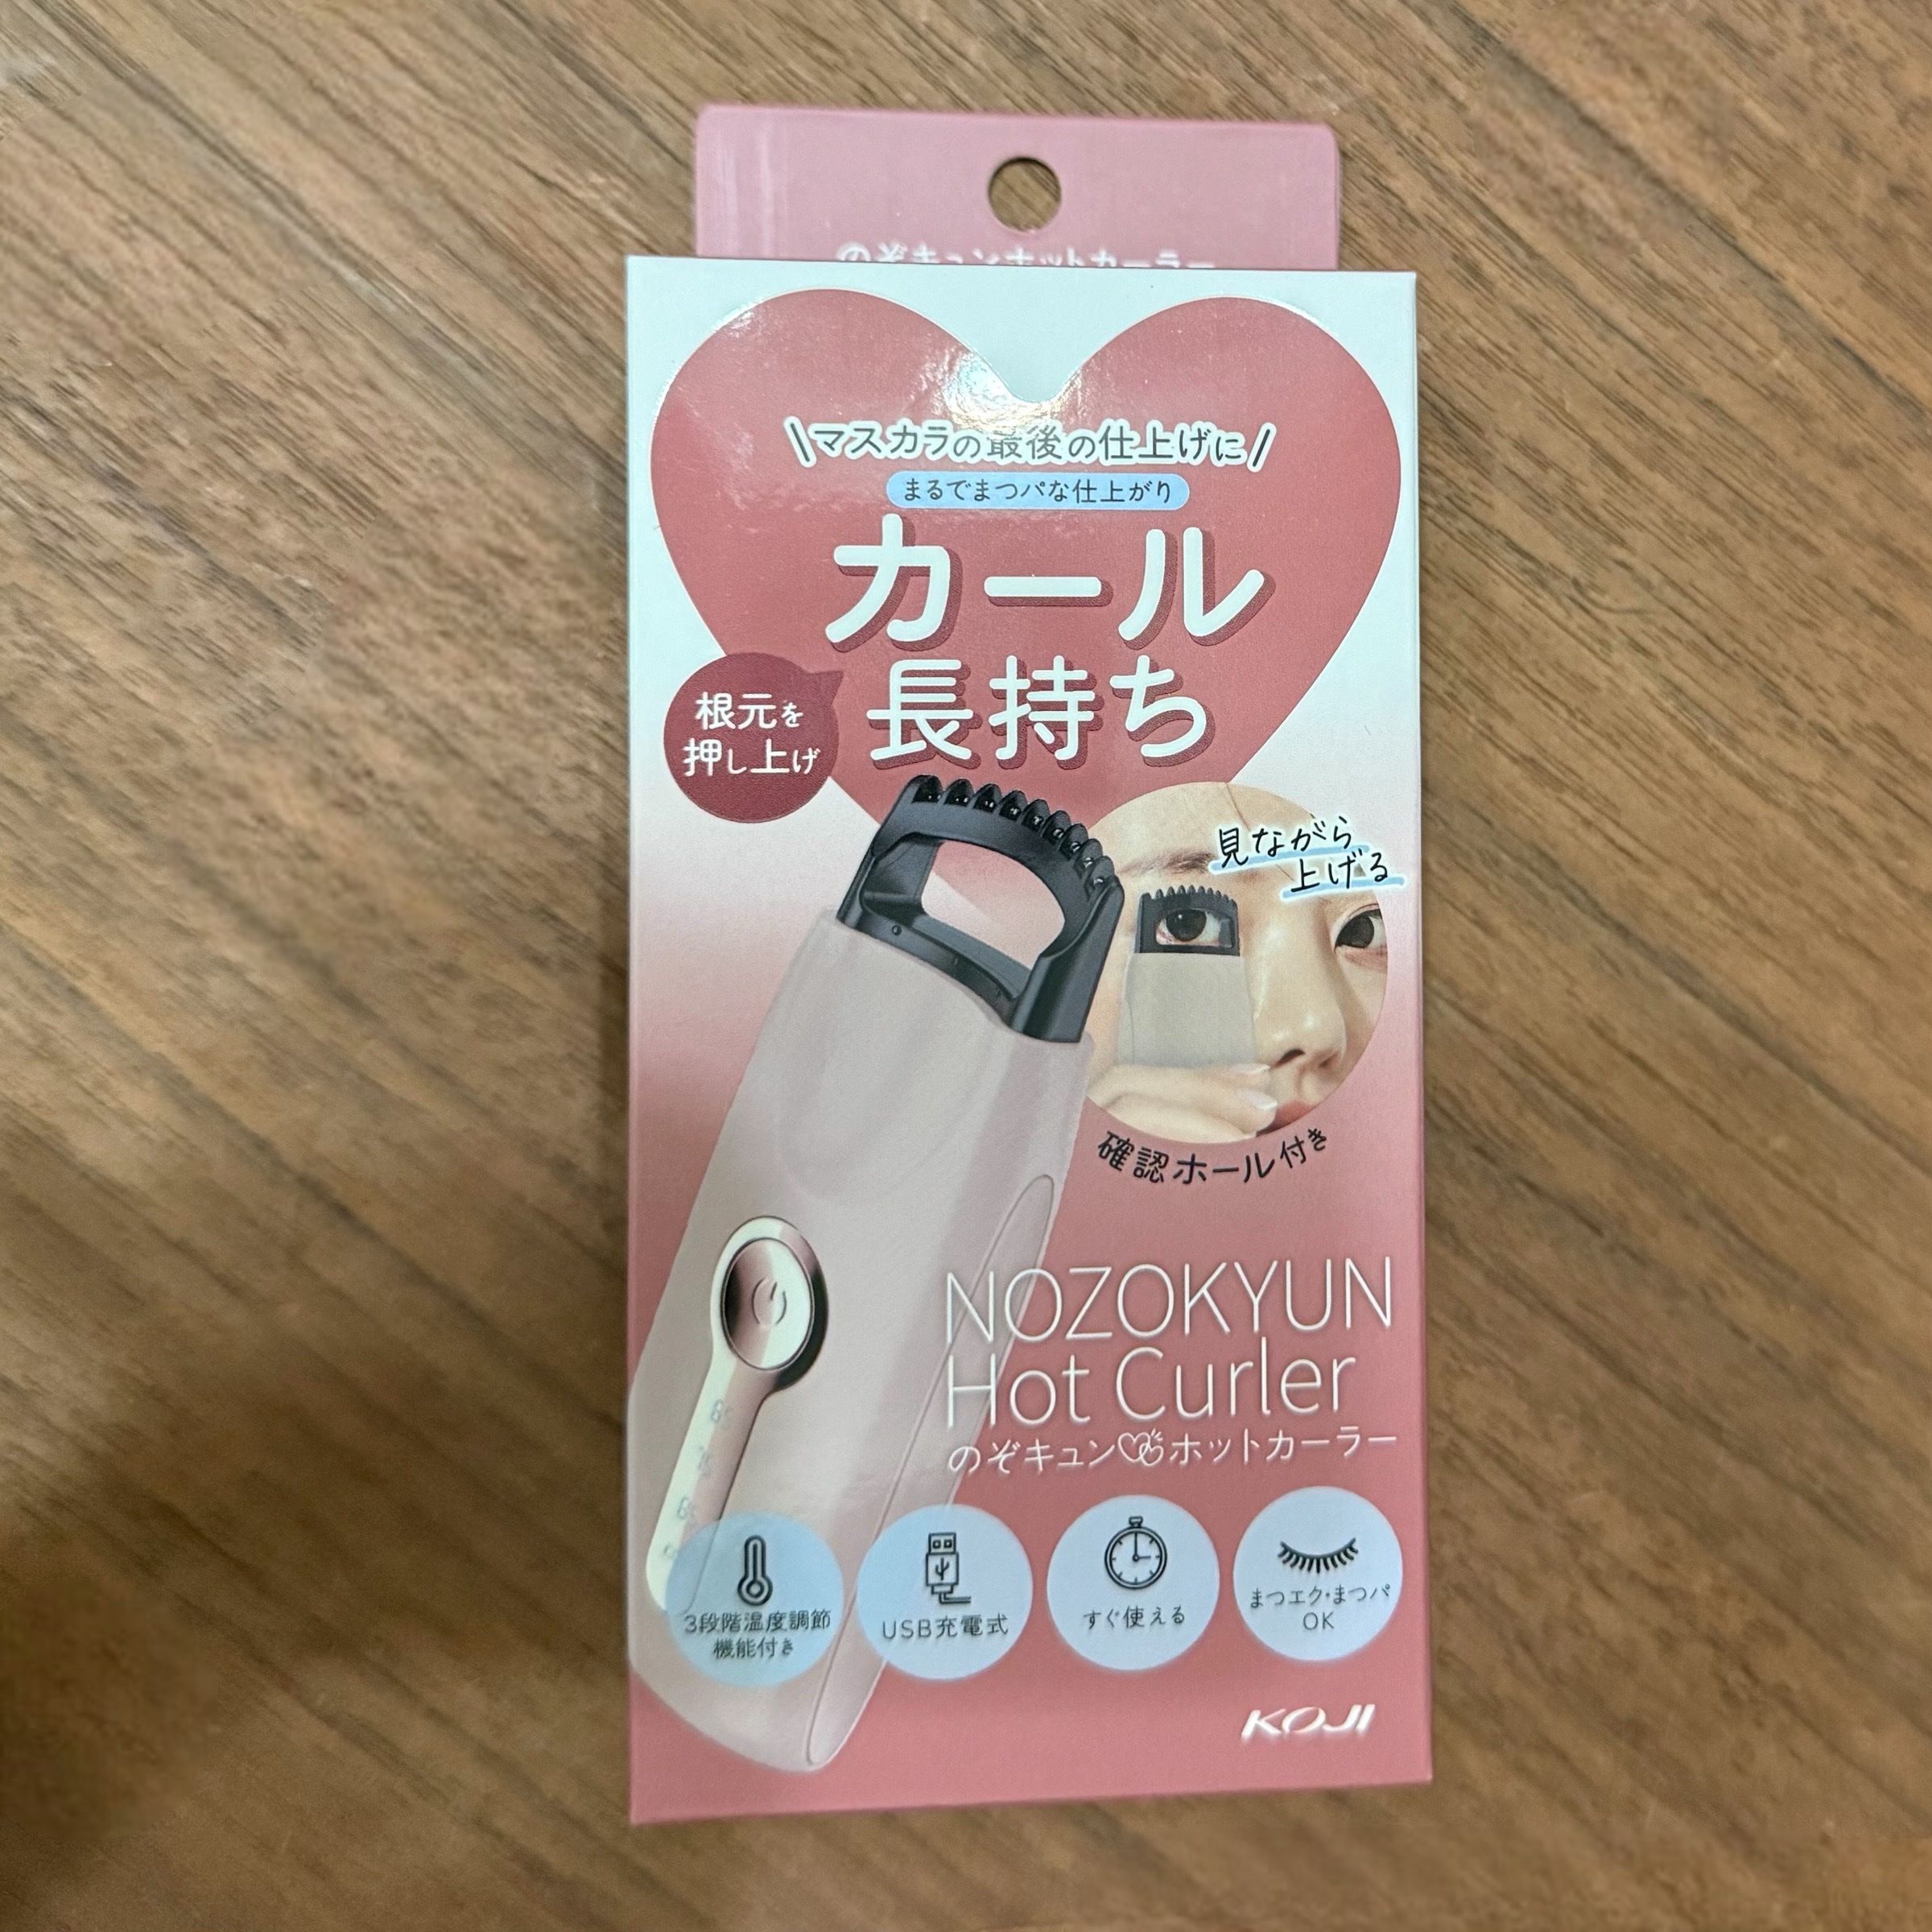 のぞキュンホットカーラー
\マスカラの最後の仕上げに/
まるでまつパな仕上がり
カール
長持ち
根元を
押し上げ
見ながら
上げる
確認ホール付き
NOZOKYUN
Hot Curler
のぞキュンホットカーラー
3段階温度調節
機能付き
USB充電式
すぐ使える
まつエク・まつパ
OK
KOJI